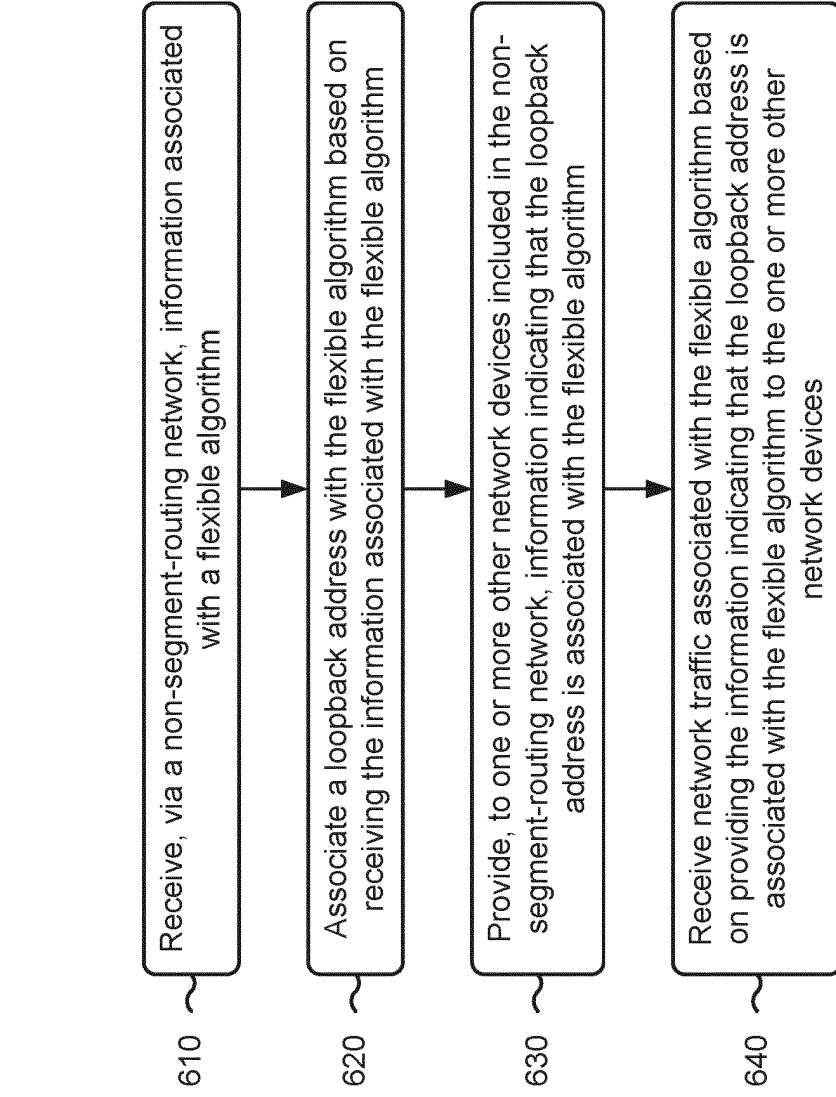 610
Receive, via a non-segment-routing network, information associated
with a flexible algorithm
620
Associate a loopback address with the flexible algorithm based on
receiving the information associated with the flexible algorithm
630
Provide, to one or more other network devices included in the non-
segment-routing network, information indicating that the loopback
address is associated with the flexible algorithm
640
Receive network traffic associated with the flexible algorithm based
on providing the information indicating that the loopback address is
associated with the flexible algorithm to the one or more other
network devices